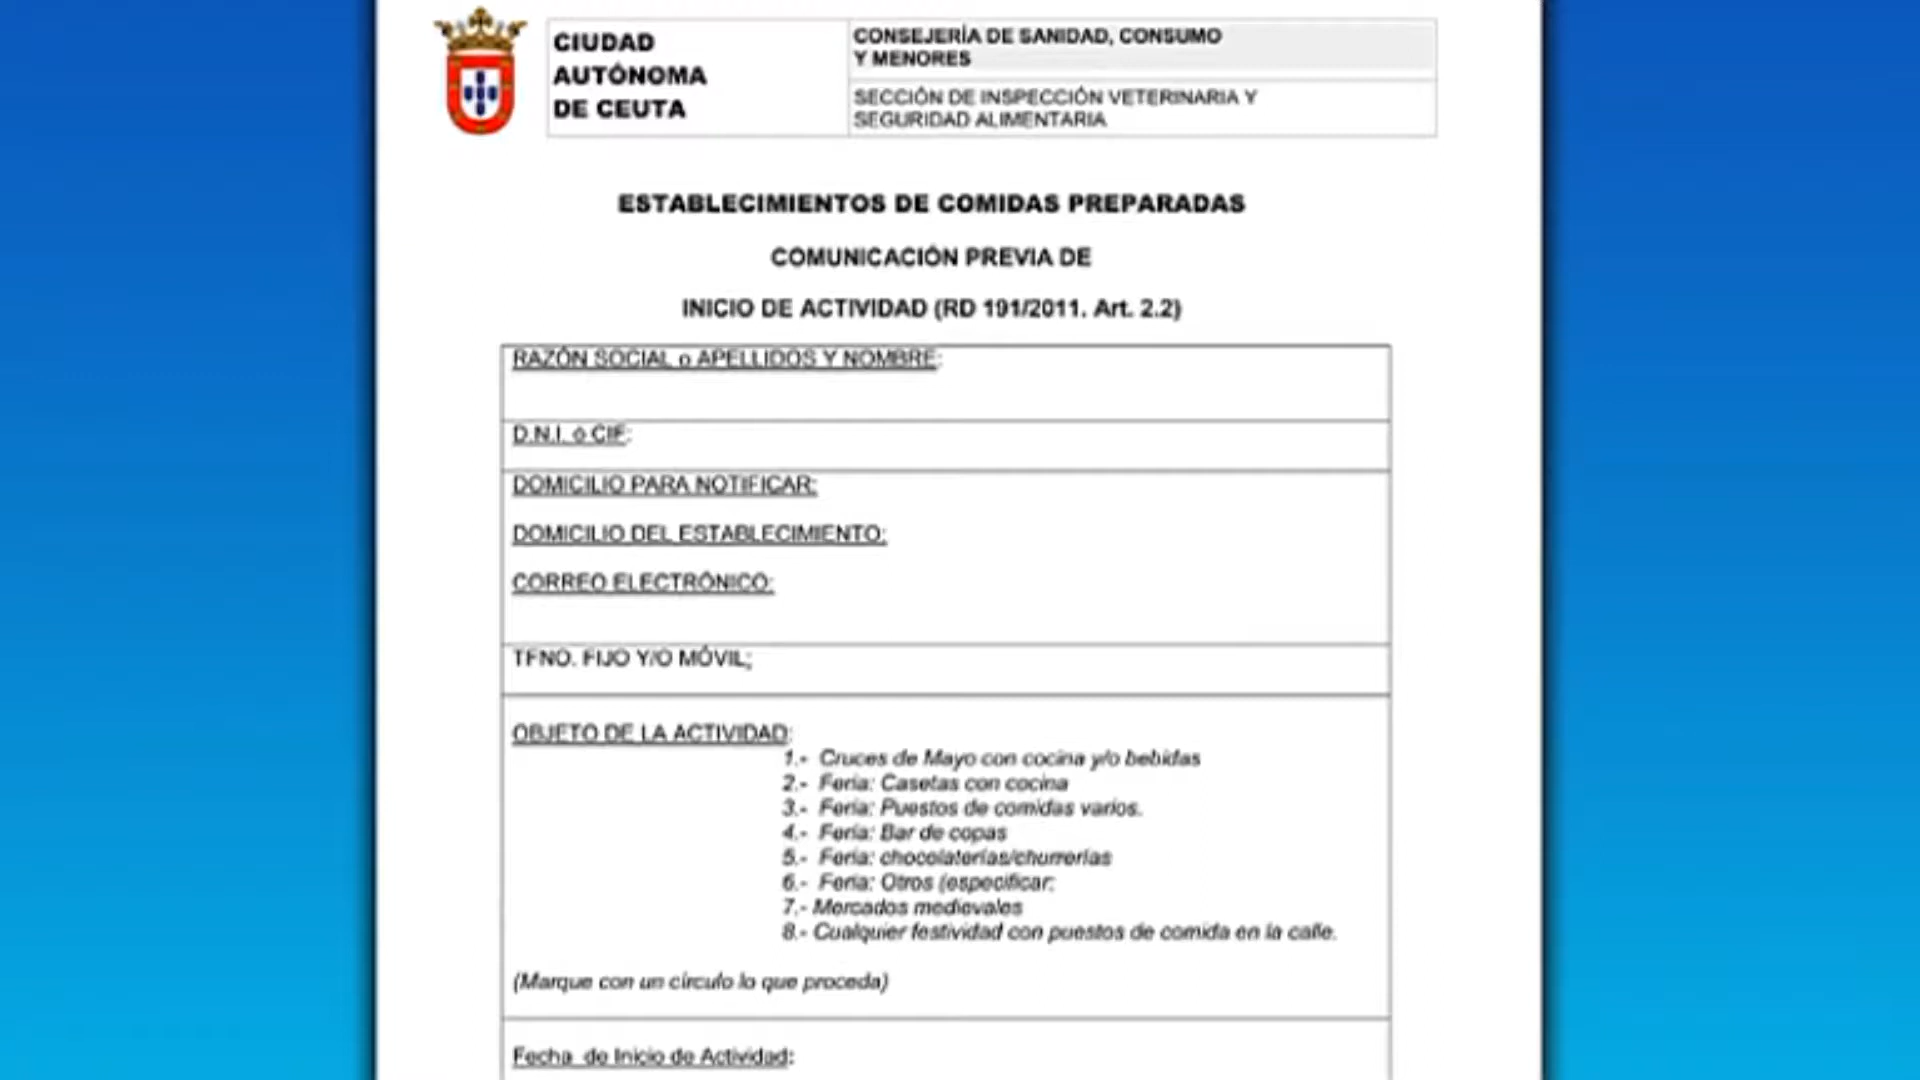 CIUDAD
AUTÓNOMA
DE CEUTA
CONSEJERÍA DE SANIDAD, CONSUMO
Y MENORES
SECCIÓN DE INSPECCIÓN VETERINARIA Y
SEGURIDAD ALIMENTARIA
ESTABLECIMIENTOS DE COMIDAS PREPARADAS
COMUNICACIÓN PREVIA DE
INICIO DE ACTIVIDAD (RD 191/2011. Art. 2.2)
RAZÓN SOCIAL o APELLIDOS Y NOMBRE:
D.N.I. ó CIF:
DOMICILIO PARA NOTIFICAR:
DOMICILIO DEL ESTABLECIMIENTO:
CORREO ELECTRÓNICO:
TFNO. FIJO Y/O MÓVIL;
OBJETO DE LA ACTIVIDAD:
1.- Cruces de Mayo con cocina y/o bebidas
2.- Feria: Casetas con cocina
3.- Feria: Puestos de comidas varios.
4.- Feria: Bar de copas
5.- Feria: chocolaterías/churrerías
6.- Feria: Otros (especificar:
7.- Mercados medievales
8.- Cualquier festividad con puestos de comida en la calle.
(Marque con un círculo lo que proceda)
Fecha de Inicio de Actividad: